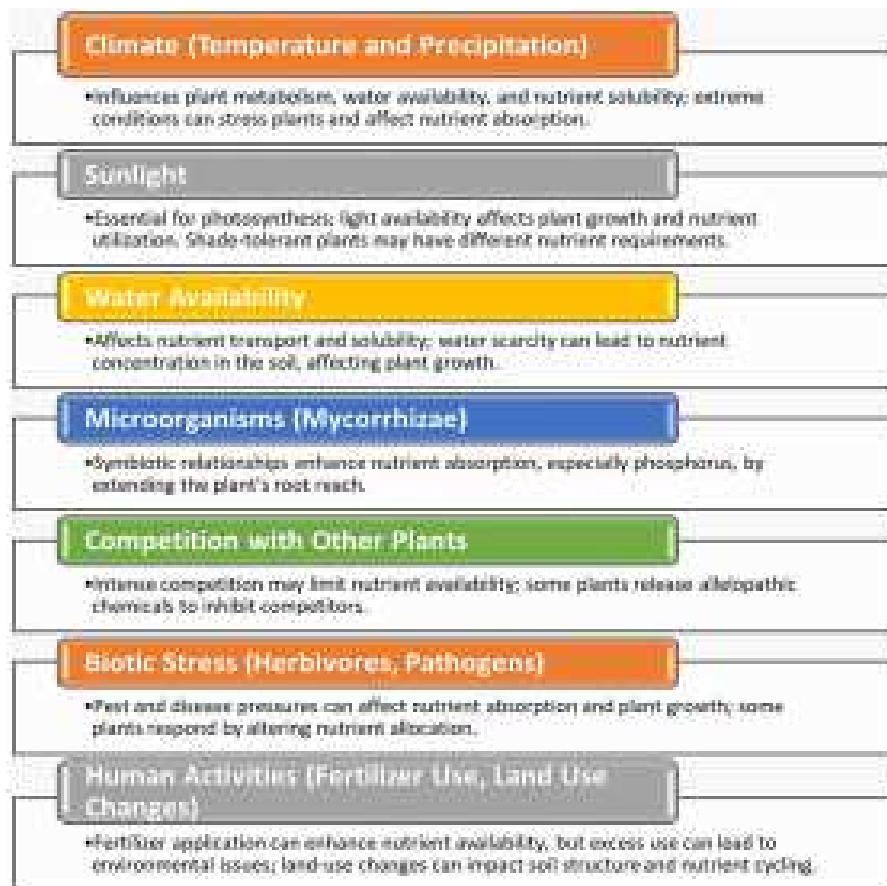 Climate (Temperature and Precipitation)
•Influences plant metabolism, water availability, and nutrient solubility; extreme
conditions can stress plants and affect nutrient absorption.
Sunlight
•Essential for photosynthesis; light availability affects plant growth and nutrient
utilization. Shade-tolerant plants may have different nutrient requirements.
Water Availability
•Affects nutrient transport and solubility; water scarcity can lead to nutrient
concentration in the soil, affecting plant growth.
Microorganisms (Mycorrhizae)
•Symbiotic relationships enhance nutrient absorption, especially phosphorus, by
extending the plant's root reach.
Competition with Other Plants
•Intense competition may limit nutrient availability; some plants release allelopathic
chemicals to inhibit competitors.
Biotic Stress (Herbivores, Pathogens)
•Pest and disease pressures can affect nutrient absorption and plant growth; some
plants respond by altering nutrient allocation.
Human Activities (Fertilizer Use, Land Use
Changes)
•Fertilizer application can enhance nutrient availability, but excess use can lead to
environmental issues; land-use changes can impact soil structure and nutrient cycling.